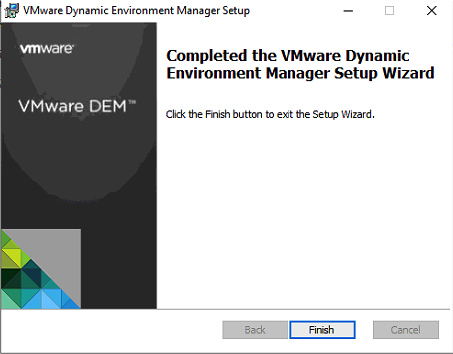 VMware Dynamic Environment Manager Setup
vmware
VMware DEM™
Completed the VMware Dynamic
Environment Manager Setup Wizard
Click the Finish button to exit the Setup Wizard.
Back
Finish
Cancel